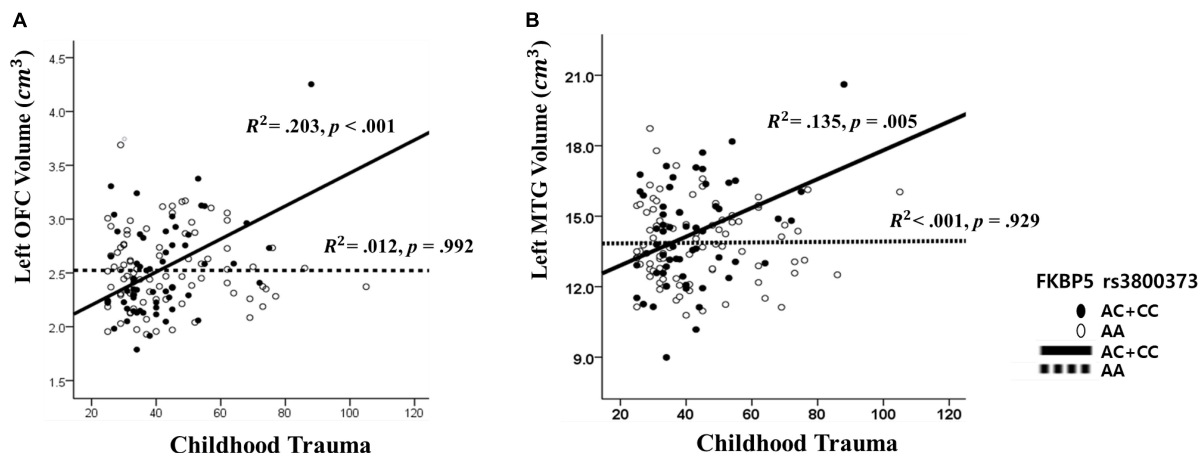 A
Left OFC Volume (cm³)
4.5
4.0
3.5
3.0
2.5
2.0
1.5
R² = .203, p < .001
R² = .012, p = .992
20 40 60 80 100 120
Childhood Trauma
B
Left MTG Volume (cm³)
21.0
18.0
15.0
12.0
9.0
R² = .135, p = .005
R² < .001, p = .929
20 40 60 80 100 120
Childhood Trauma
FKBP5 rs3800373
AC+CC
AA
AC+CC
AA